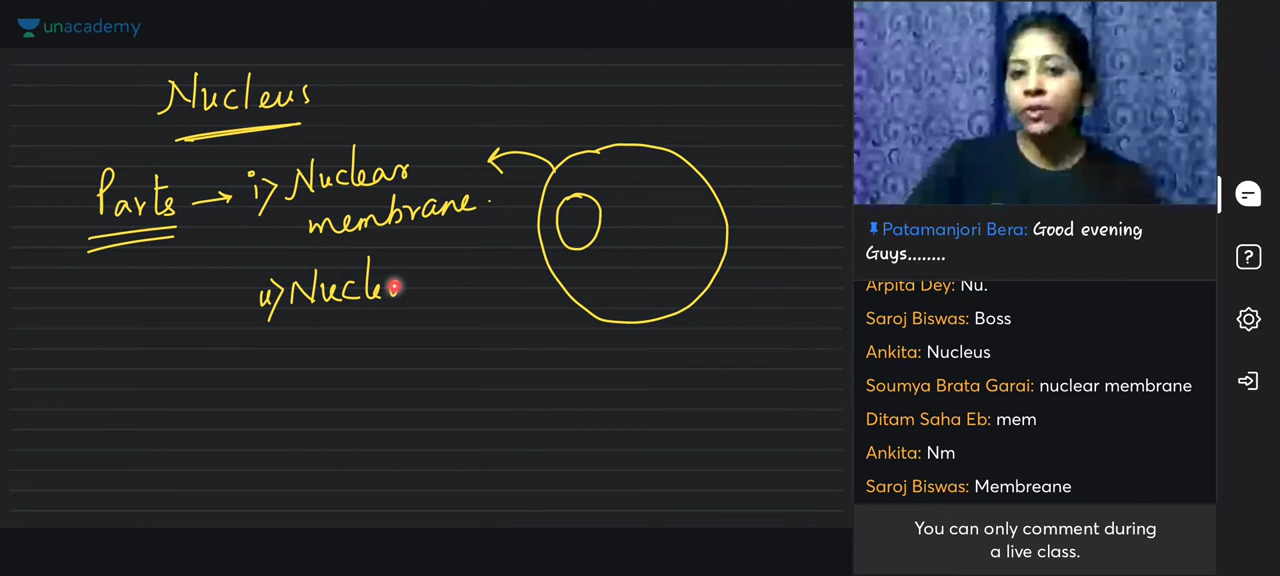 unacademy
Nucleus
Parts → i) Nuclear
membrane.
ii) Nucle
Patamanjori Bera: Good evening
Guys........
Arpita Dey: Nu.
Saroj Biswas: Boss
Ankita: Nucleus
Soumya Brata Garai: nuclear membrane
Ditam Saha Eb: mem
Ankita: Nm
Saroj Biswas: Membreane
You can only comment during
a live class.